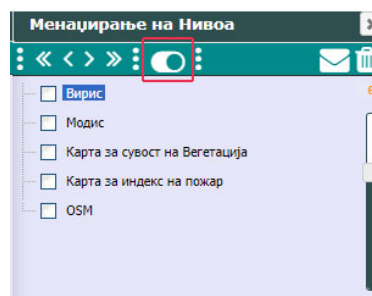 Менаџирање на Нивоа
Вирис
Модис
Карта за сувост на Вегетација
Карта за индекс на пожар
OSM